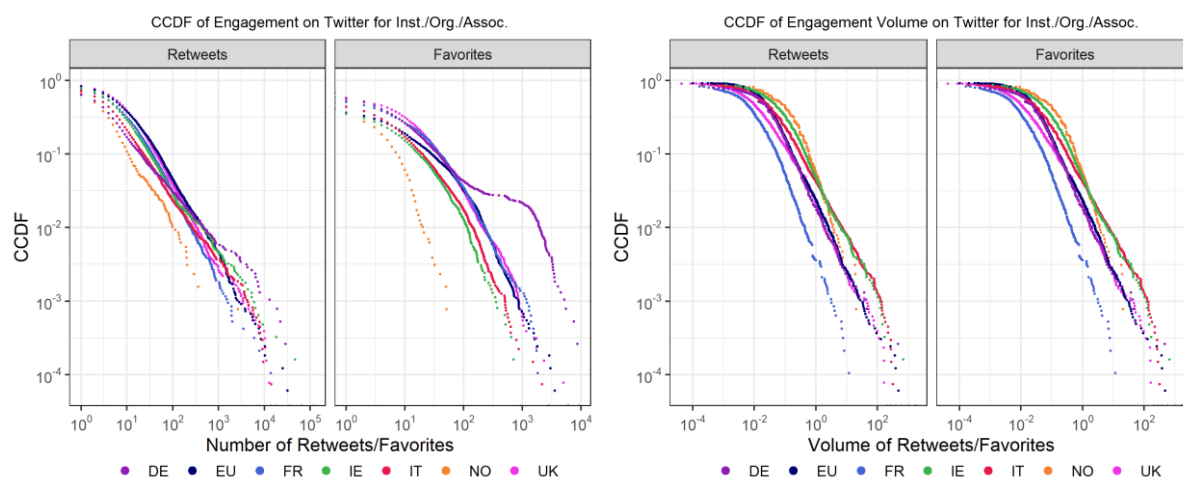 CCDF of Engagement on Twitter for Inst./Org./Assoc.
Retweets
Favorites
CCDF
10⁰
10⁻¹
10⁻²
10⁻³
10⁻⁴
10⁰
10¹
10²
10³
10⁴
10⁵
10⁰
10¹
10²
10³
10⁴
Number of Retweets/Favorites
DE EU FR IE IT NO UK
CCDF of Engagement Volume on Twitter for Inst./Org./Assoc.
Retweets
Favorites
CCDF
10⁰
10⁻¹
10⁻²
10⁻³
10⁻⁴
10⁻⁴
10⁻²
10⁰
10²
10⁻⁴
10⁻²
10⁰
10²
Volume of Retweets/Favorites
DE EU FR IE IT NO UK